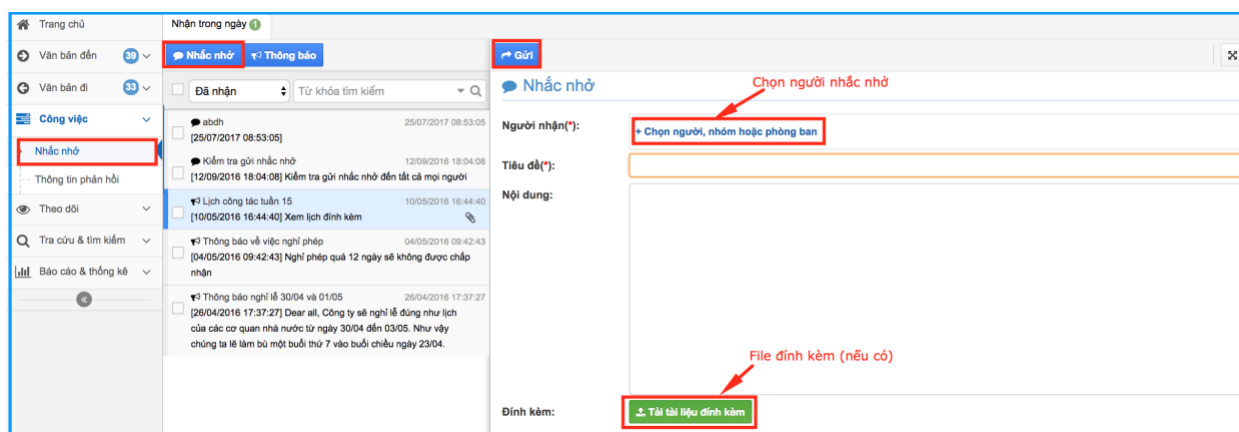 Trang chủ
Văn bản đến 39
Văn bản đi 33
Công việc
Nhắc nhở
Thông tin phản hồi
Theo dõi
Tra cứu & tìm kiếm
Báo cáo & thống kê
Nhận trong ngày 1
Nhắc nhở Thông báo
Đã nhận Từ khóa tìm kiếm
abdh 25/07/2017 08:53:05
[25/07/2017 08:53:05]
Kiểm tra gửi nhắc nhở 12/09/2016 18:04:08
[12/09/2016 18:04:08] Kiểm tra gửi nhắc nhở đến tất cả mọi người
Lịch công tác tuần 15 10/05/2016 16:44:40
[10/05/2016 16:44:40] Xem lịch đính kèm
Thông báo về việc nghỉ phép 04/05/2016 09:42:43
[04/05/2016 09:42:43] Nghỉ phép quá 12 ngày sẽ không được chấp
nhận
Thông báo nghỉ lễ 30/04 và 01/05 26/04/2016 17:37:27
[26/04/2016 17:37:27] Dear all, Công ty sẽ nghỉ lễ đúng như lịch
của các cơ quan nhà nước từ ngày 30/04 đến 03/05. Như vậy
chúng ta lẽ làm bù một buổi thứ 7 vào buổi chiều ngày 23/04.
Gửi
Nhắc nhở
Chọn người nhắc nhở
Người nhận(*): + Chọn người, nhóm hoặc phòng ban
Tiêu đề(*):
Nội dung:
File đính kèm (nếu có)
Đính kèm: Tải tài liệu đính kèm